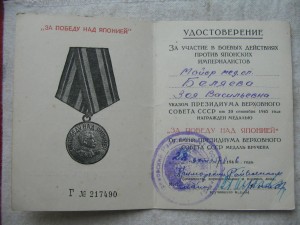 "ЗА ПОБЕДУ НАД ЯПОНИЕЙ"
Г № 217490
УДОСТОВЕРЕНИЕ
ЗА УЧАСТИЕ В БОЕВЫХ ДЕЙСТВИЯХ
ПРОТИВ ЯПОНСКИХ
ИМПЕРИАЛИСТОВ
Майор
Беляева
Зоя Васильевна
УКАЗОМ ПРЕЗИДИУМА ВЕРХОВНОГО
СОВЕТА СССР от 30 сентября 1945 года
НАГРАЖДЕН МЕДАЛЬЮ
"ЗА ПОБЕДУ НАД ЯПОНИЕЙ"
От имени ПРЕЗИДИУМА ВЕРХОВНОГО
СОВЕТА СССР МЕДАЛЬ ВРУЧЕНА
года